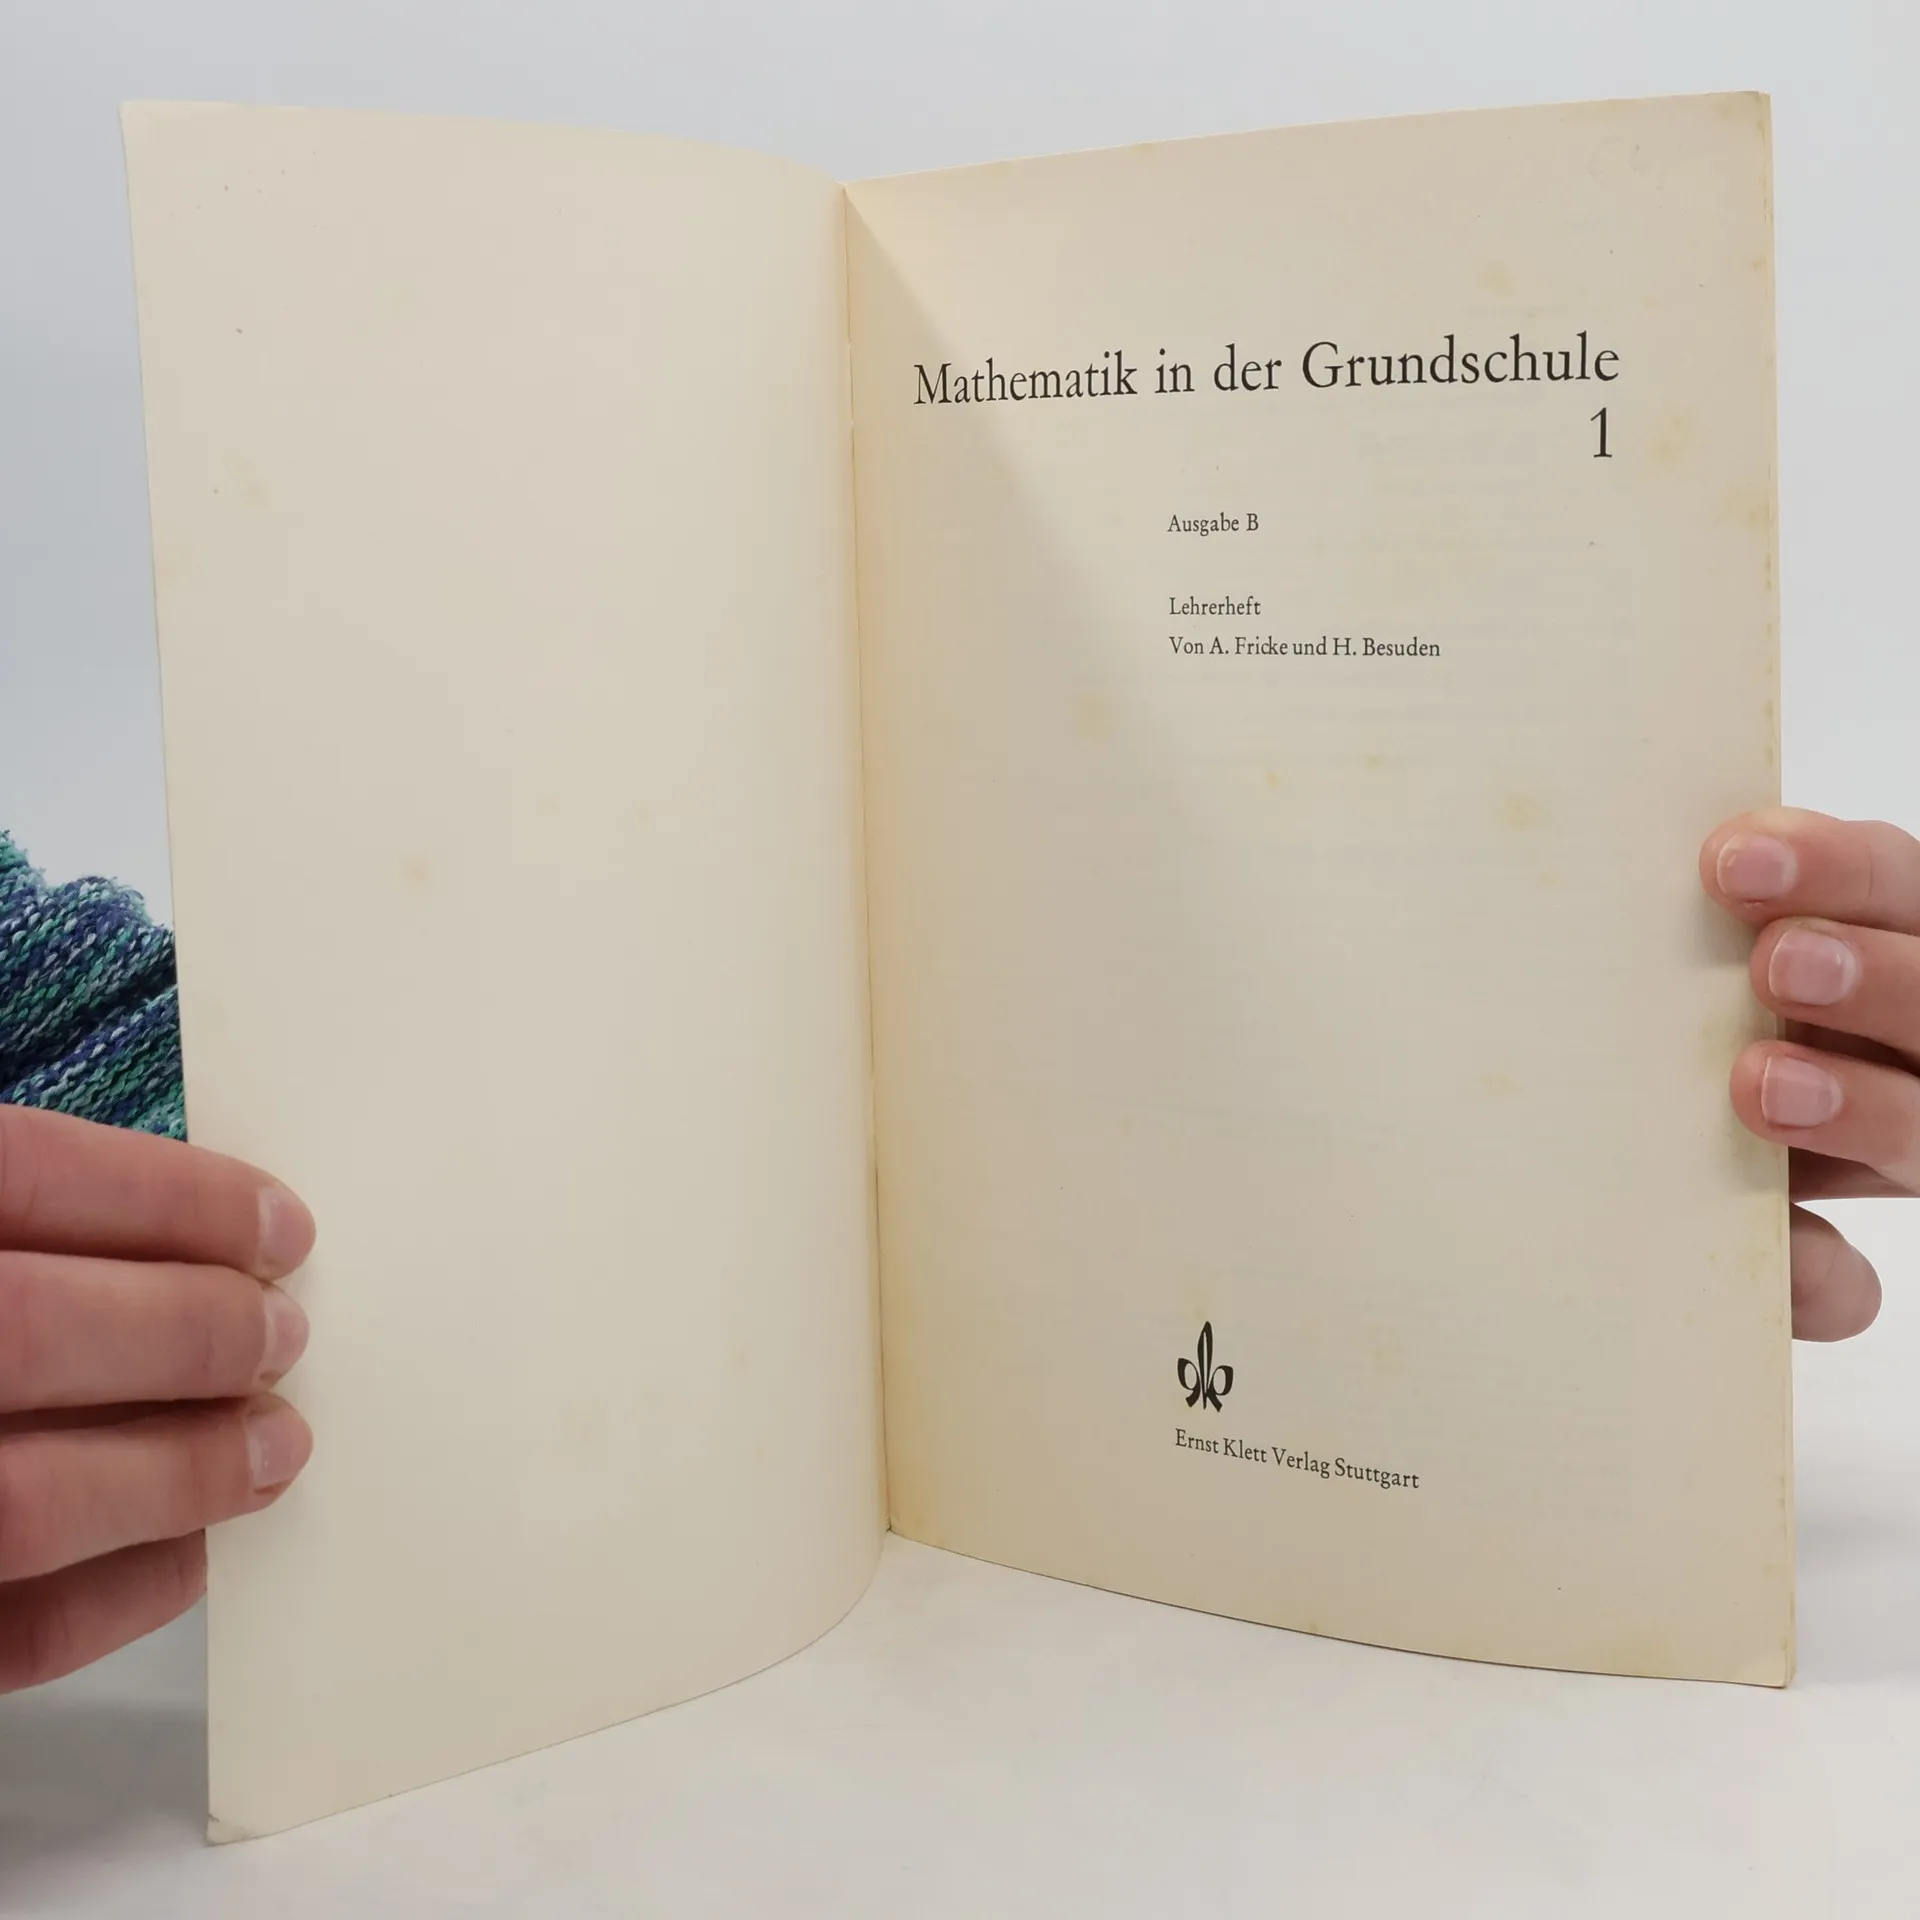 Mathematik in der Grundschule
1
Ausgabe B
Lehrerheft
Von A. Fricke und H. Besuden
Ernst Klett Verlag Stuttgart